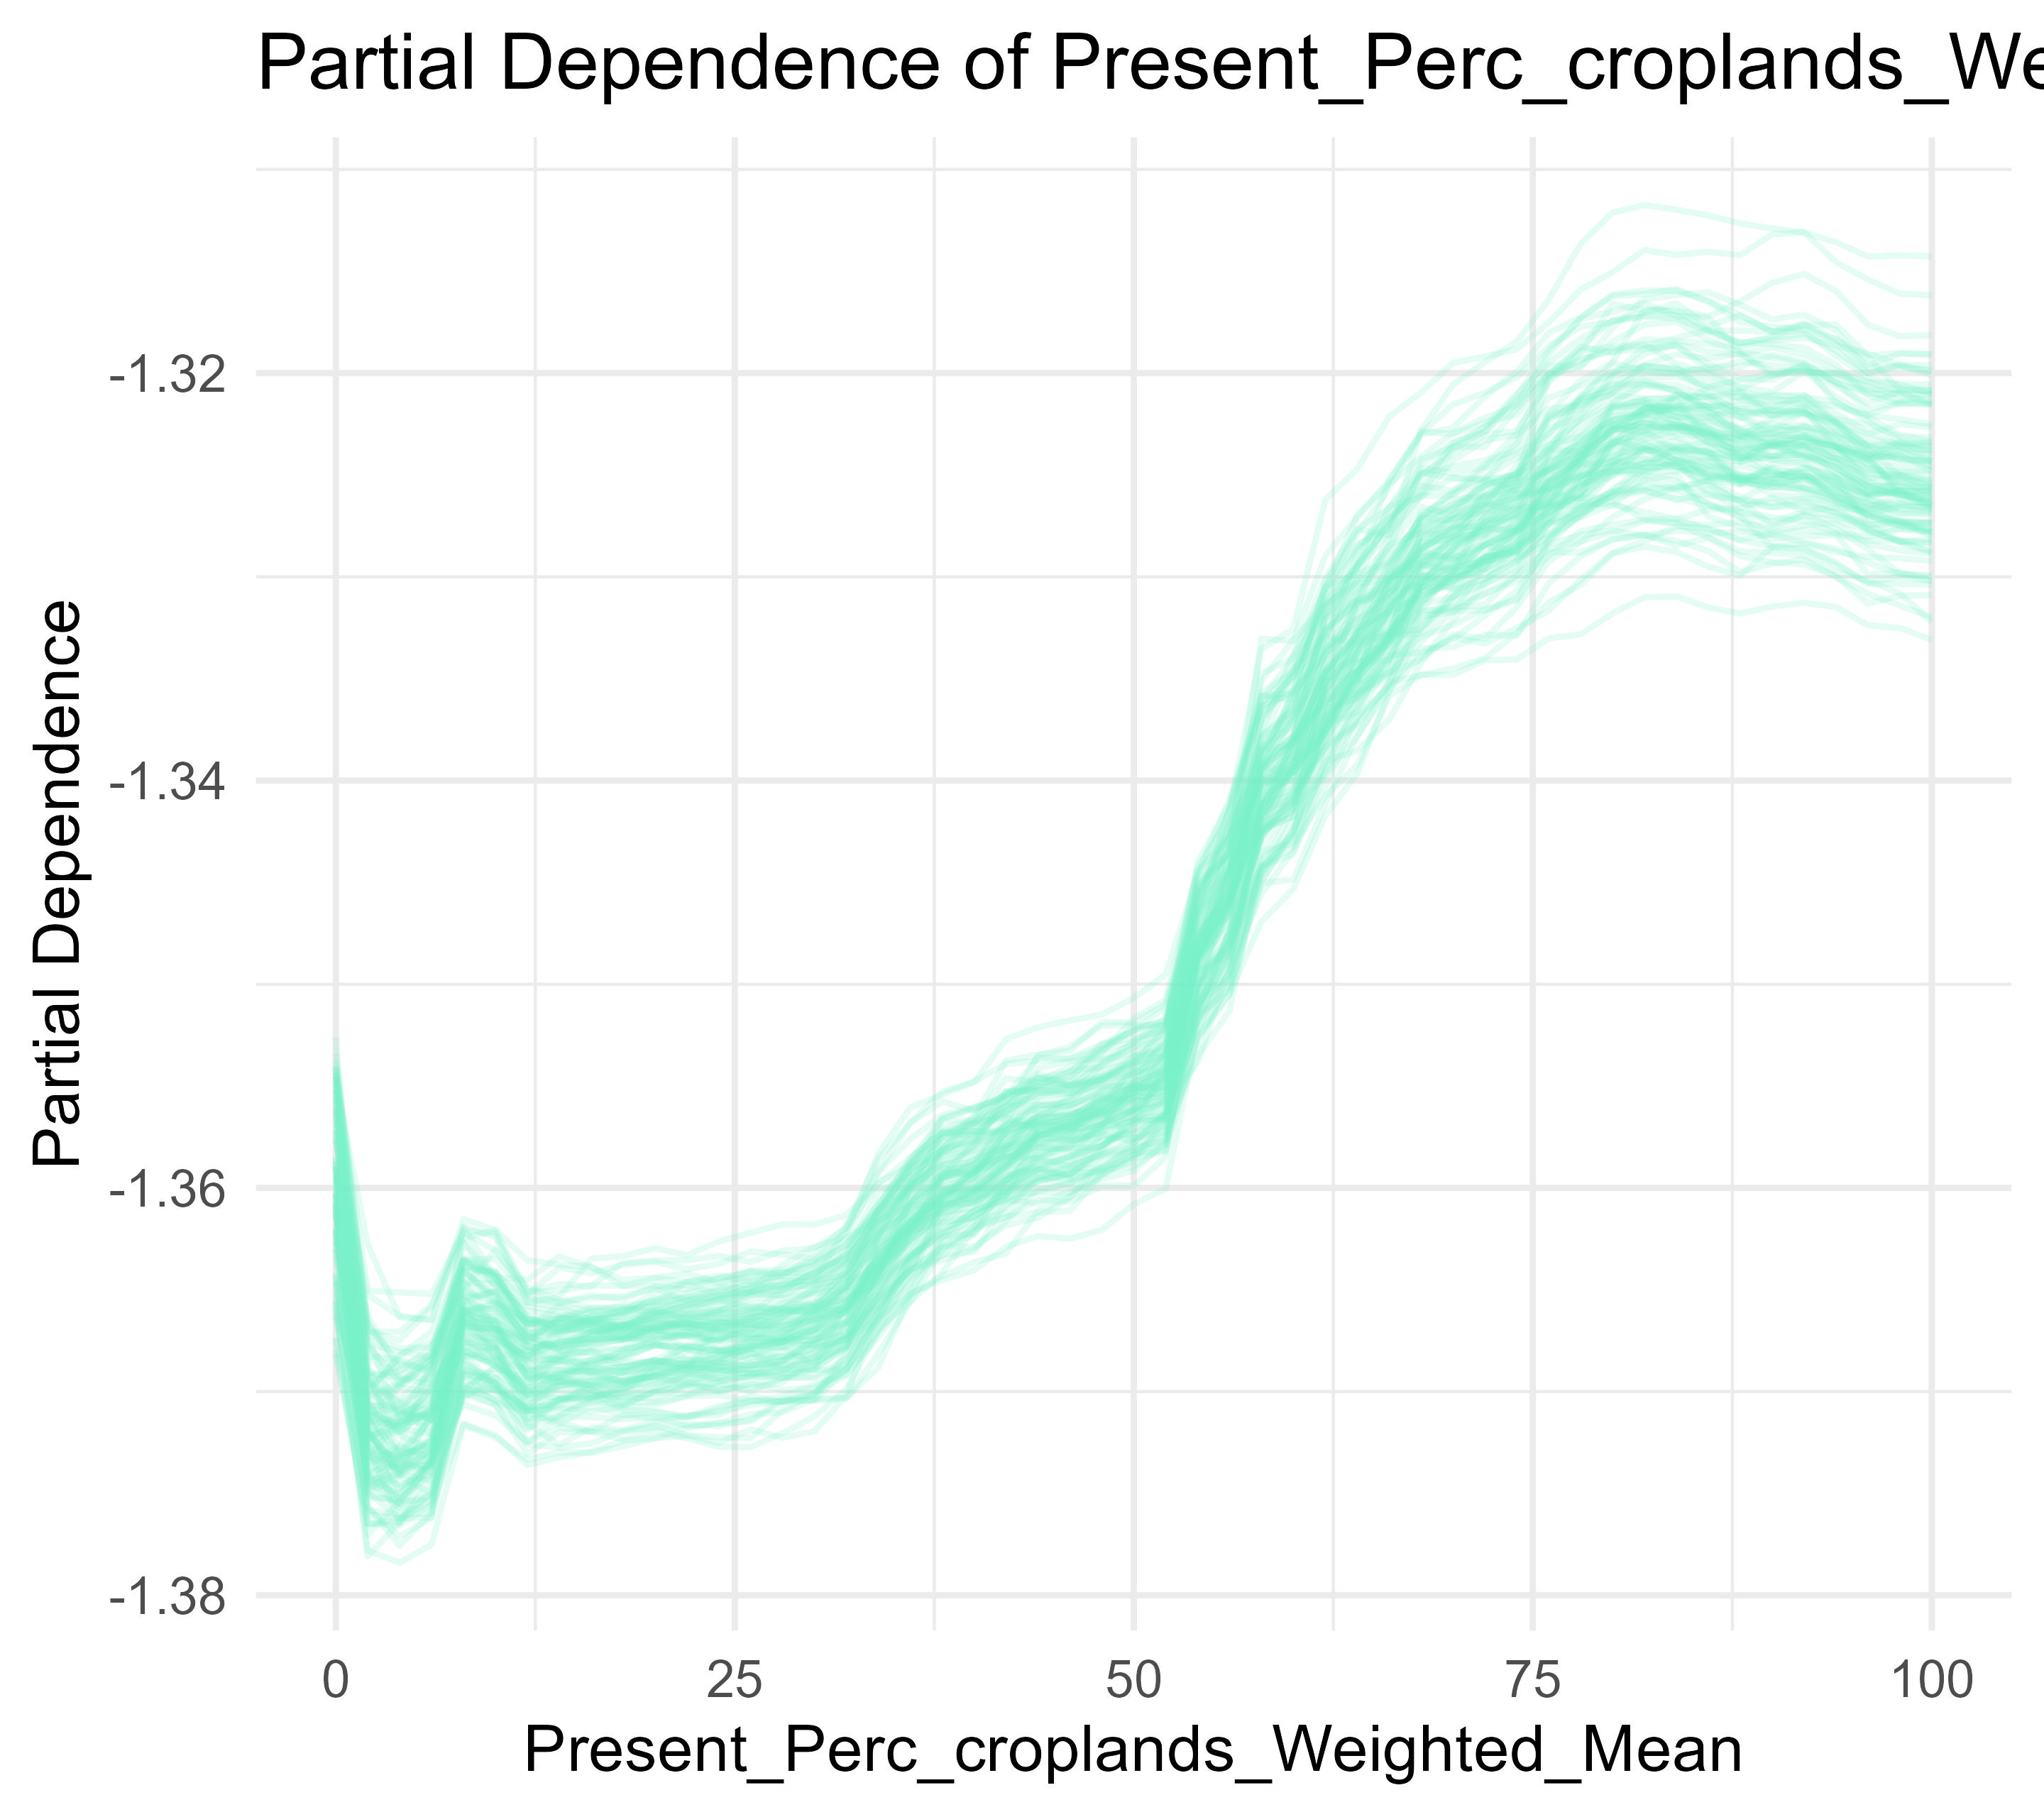 Partial Dependence of Present_Perc_croplands_We
Partial Dependence
-1.32
-1.34
-1.36
-1.38
0 25 50 75 100
Present_Perc_croplands_Weighted_Mean